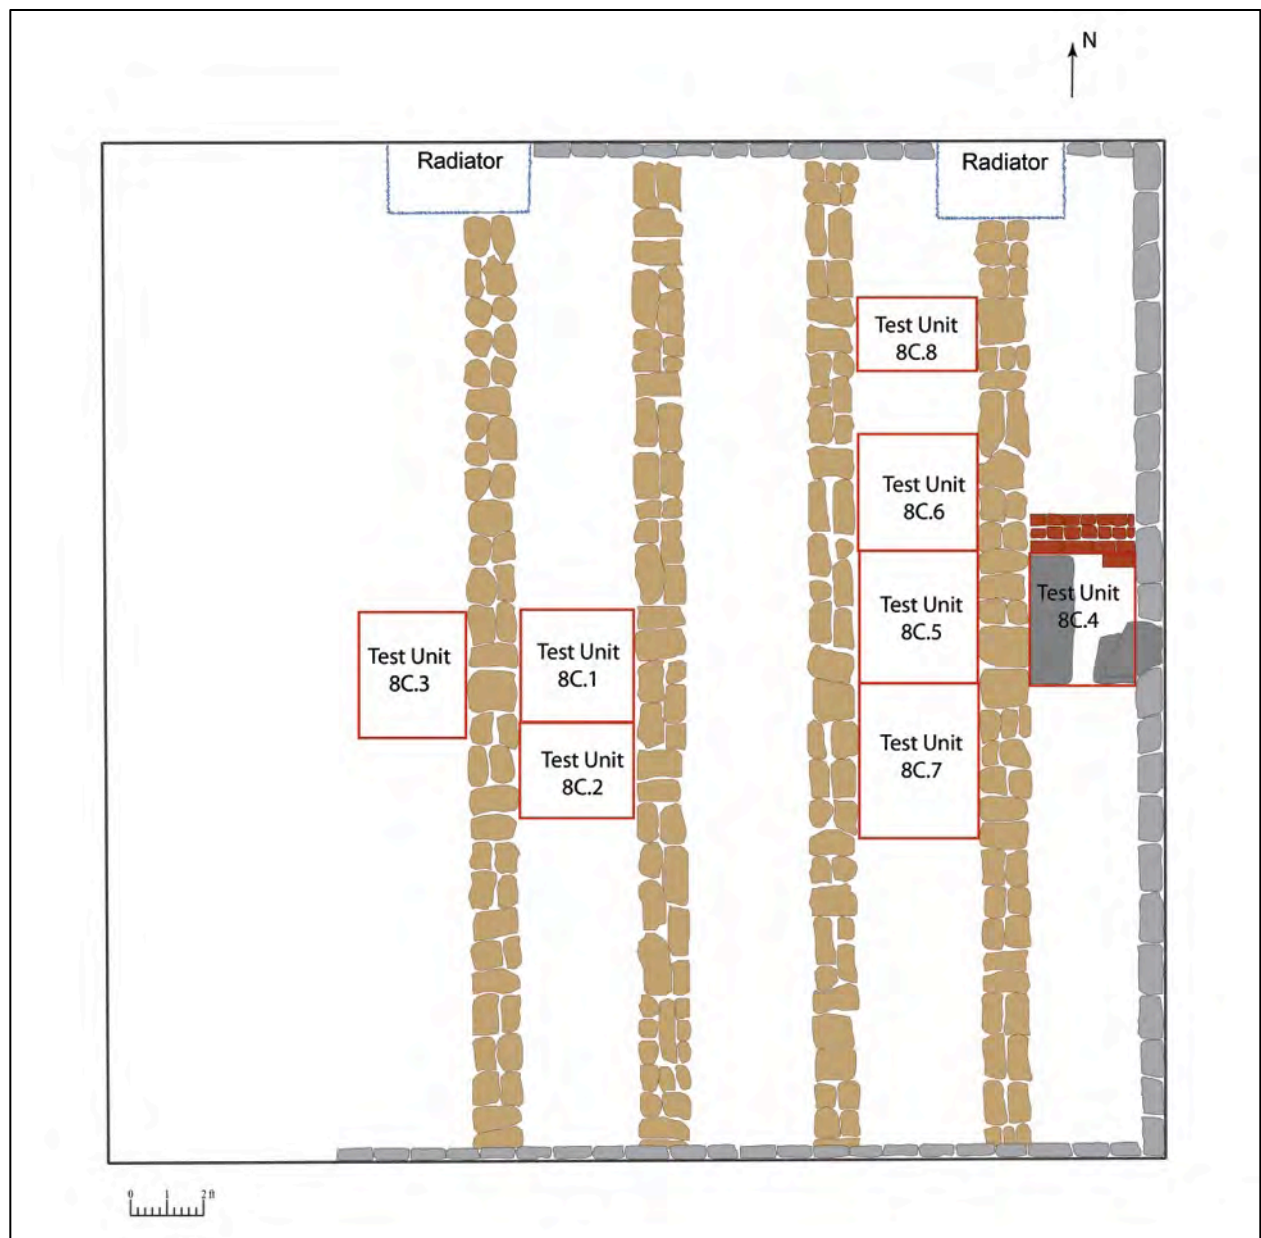 N
Radiator
Radiator
Test Unit
8C.8
Test Unit
8C.6
Test Unit
8C.5
Test Unit
8C.4
Test Unit
8C.3
Test Unit
8C.1
Test Unit
8C.7
Test Unit
8C.2
0 1 2 ft